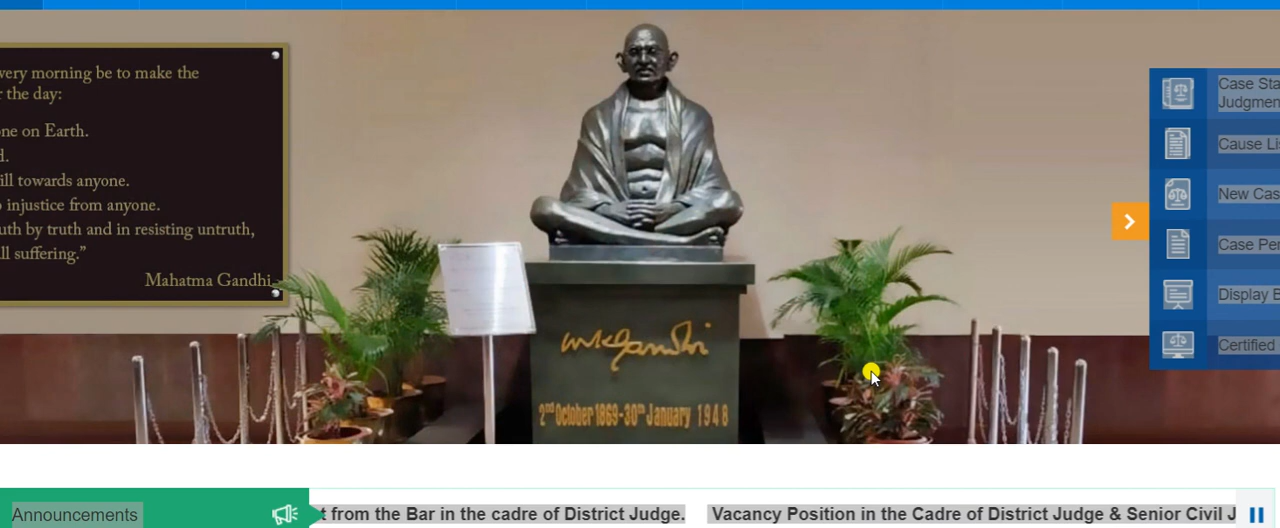 very morning be to make the
the day:
one on Earth.
ill towards anyone.
injustice from anyone.
uth by truth and in resisting untruth,
ll suffering.”
Mahatma Gandhi
mkgandhi
2nd October 1869-30th January 1948
Case Sta
Judgmen
Cause Li
New Cas
Case Per
Display B
Certified
Announcements
t from the Bar in the cadre of District Judge. Vacancy Position in the Cadre of District Judge & Senior Civil J